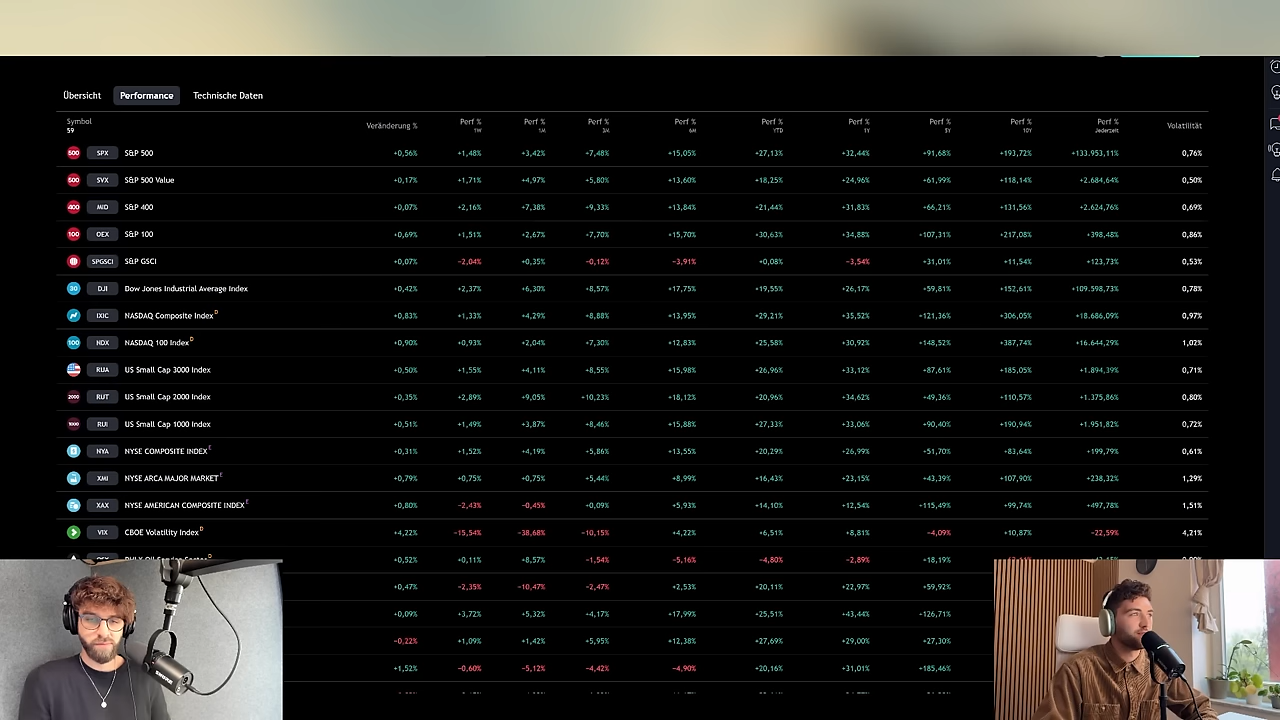 Übersicht Performance Technische Daten
Symbol Veränderung % Perf % Perf % Perf % Perf % Perf % Perf % Perf % Perf % Perf % Volatilität
59 1W 1M 3M 6M YTD 1Y 5Y 10Y Jederzeit
500 SPX S&P 500 +0,56% +1,48% +3,42% +7,48% +15,05% +27,13% +32,44% +91,68% +193,72% +133.953,11% 0,76%
500 SVX S&P 500 Value +0,17% +1,71% +4,97% +5,80% +13,60% +18,25% +24,96% +61,99% +118,14% +2.684,64% 0,50%
400 MID S&P 400 +0,07% +2,16% +7,38% +9,33% +13,84% +21,44% +31,83% +66,21% +131,56% +2.624,76% 0,69%
100 OEX S&P 100 +0,69% +1,51% +2,67% +7,70% +15,70% +30,63% +34,88% +107,31% +217,08% +398,48% 0,86%
SPGSCI S&P GSCI +0,07% −2,04% +0,35% −0,12% −3,91% +0,08% −3,54% +31,01% +11,54% +123,73% 0,53%
30 DJI Dow Jones Industrial Average Index +0,42% +2,37% +6,30% +8,57% +17,75% +19,55% +26,17% +59,81% +152,61% +109.598,73% 0,78%
IXIC NASDAQ Composite Index D +0,83% +1,33% +4,29% +8,88% +13,95% +29,21% +35,52% +121,36% +306,05% +18.686,09% 0,97%
100 NDX NASDAQ 100 Index D +0,90% +0,93% +2,04% +7,30% +12,83% +25,58% +30,92% +148,52% +387,74% +16.644,29% 1,02%
RUA US Small Cap 3000 Index +0,50% +1,55% +4,11% +8,55% +15,98% +26,96% +33,12% +87,61% +185,05% +1.894,39% 0,71%
2000 RUT US Small Cap 2000 Index +0,35% +2,89% +9,05% +10,23% +18,12% +20,96% +34,62% +49,36% +110,57% +1.375,86% 0,80%
1000 RUI US Small Cap 1000 Index +0,51% +1,49% +3,87% +8,46% +15,88% +27,33% +33,06% +90,40% +190,94% +1.951,82% 0,72%
NYA NYSE COMPOSITE INDEX E +0,31% +1,52% +4,19% +5,86% +13,55% +20,29% +26,99% +51,70% +83,64% +199,79% 0,61%
XMI NYSE ARCA MAJOR MARKET E +0,79% +0,75% +0,75% +5,44% +8,99% +16,43% +23,15% +43,39% +107,90% +238,32% 1,29%
XAX NYSE AMERICAN COMPOSITE INDEX E +0,80% −2,43% −0,45% +0,09% +5,93% +14,10% +12,54% +115,49% +74,99% +497,78% 1,51%
VIX CBOE Volatility Index D +4,22% −15,54% −38,68% −10,15% +4,22% +6,51% +8,81% −4,09% +10,87% −22,59% 4,21%
+0,52% +0,11% +8,57% −1,54% −5,16% −4,80% −2,89% +18,19%
+0,47% −2,35% −10,47% −2,47% +2,53% +20,11% +22,97% +59,92%
+0,09% +3,72% +5,32% +4,17% +17,99% +25,51% +43,44% +126,71%
−0,22% +1,09% +1,42% +5,95% +12,38% +27,69% +29,00% +27,30%
+1,52% −0,60% −5,12% −4,42% −4,90% +20,16% +31,01% +185,46%